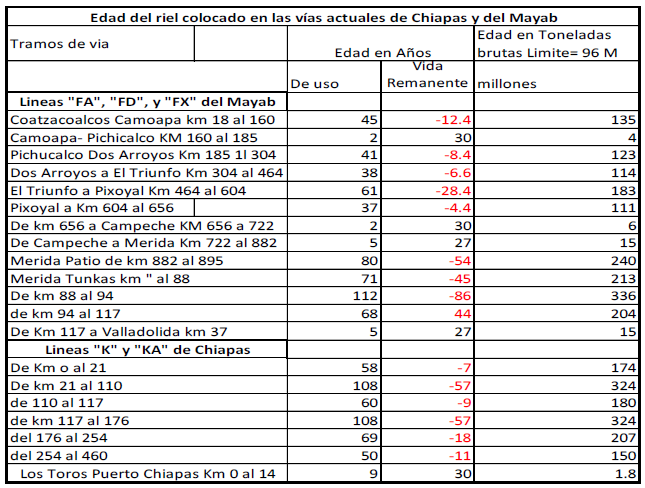 Edad del riel colocado en las vías actuales de Chiapas y del Mayab
Tramos de via Edad en Años Edad en Toneladas brutas Limite= 96 M
De uso Vida Remanente millones
Lineas "FA", "FD", y "FX" del Mayab
Coatzacoalcos Camoapa km 18 al 160 45 -12.4 135
Camoapa- Pichicalco KM 160 al 185 2 30 4
Pichucalco Dos Arroyos Km 185 1l 304 41 -8.4 123
Dos Arroyos a El Triunfo Km 304 al 464 38 -6.6 114
El Triunfo a Pixoyal Km 464 al 604 61 -28.4 183
Pixoyal a Km 604 al 656 37 -4.4 111
De km 656 a Campeche KM 656 a 722 2 30 6
De Campeche a Merida Km 722 al 882 5 27 15
Merida Patio de km 882 al 895 80 -54 240
Merida Tunkas km " al 88 71 -45 213
De km 88 al 94 112 -86 336
de km 94 al 117 68 44 204
De Km 117 a Valladolida km 37 5 27 15
Lineas "K" y "KA" de Chiapas
De Km o al 21 58 -7 174
De km 21 al 110 108 -57 324
de 110 al 117 60 -9 180
de km 117 al 176 108 -57 324
del 176 al 254 69 -18 207
del 254 al 460 50 -11 150
Los Toros Puerto Chiapas Km 0 al 14 9 30 1.8